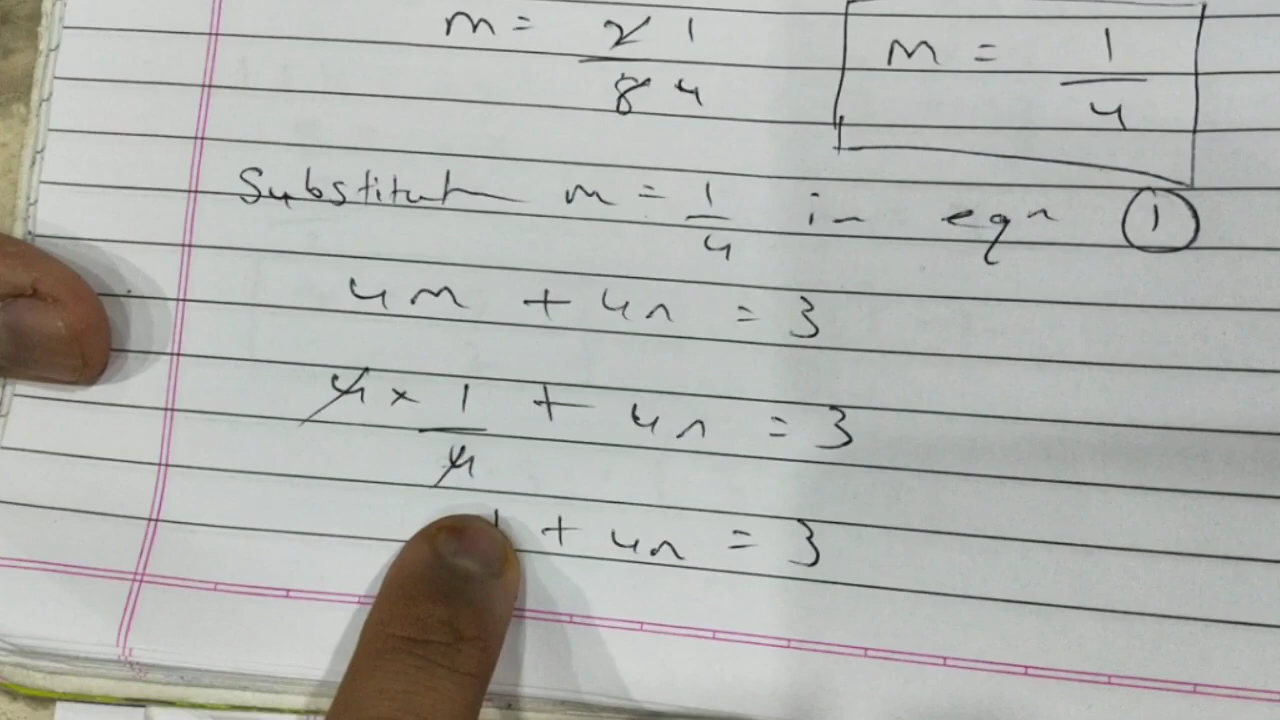 m = 2 1 / 8 4
m = 1/4
Substitut m = 1/4 in eqn ①
4m + 4n = 3
4 × 1/4 + 4n = 3
1 + 4n = 3